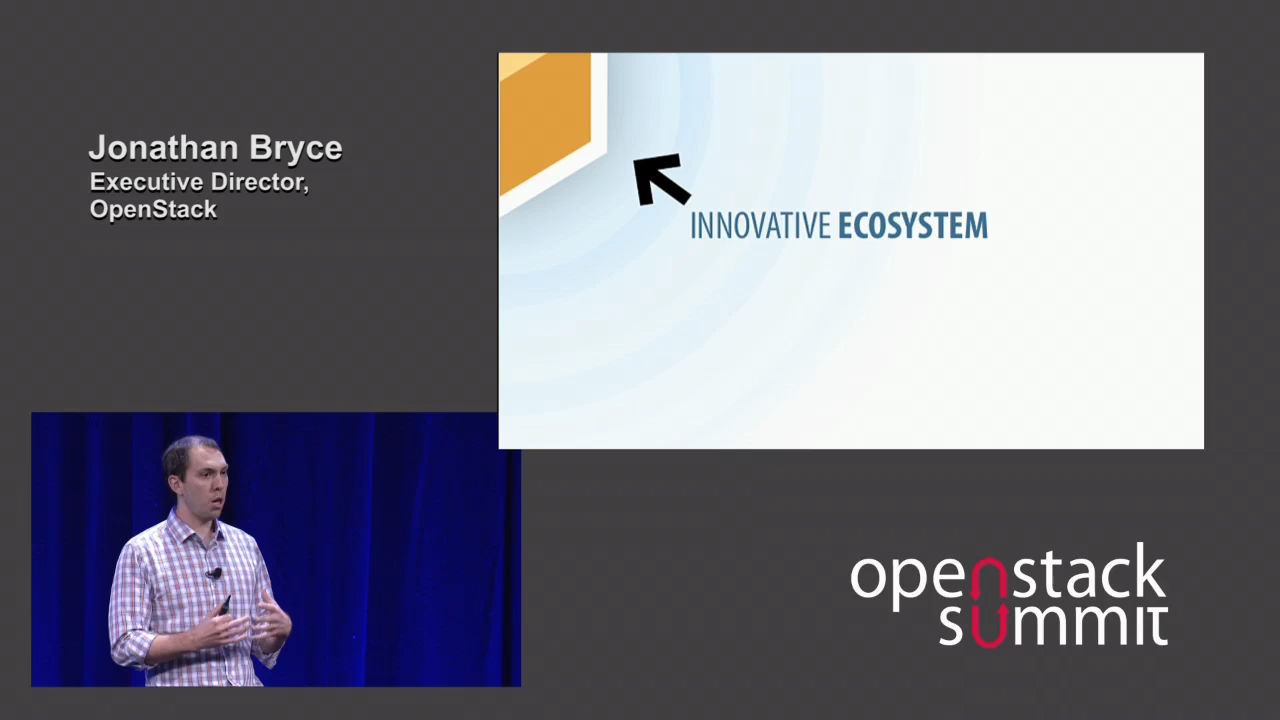 Jonathan Bryce
Executive Director,
OpenStack
INNOVATIVE ECOSYSTEM
openstack
summit